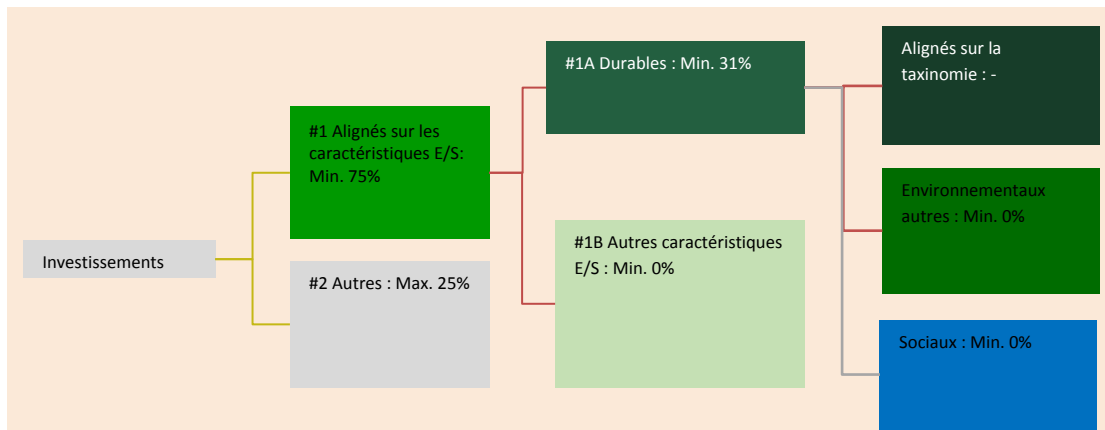 Investissements
#1 Alignés sur les
caractéristiques E/S:
Min. 75%
#2 Autres : Max. 25%
#1A Durables : Min. 31%
#1B Autres caractéristiques
E/S : Min. 0%
Alignés sur la
taxinomie : -
Environnementaux
autres : Min. 0%
Sociaux : Min. 0%